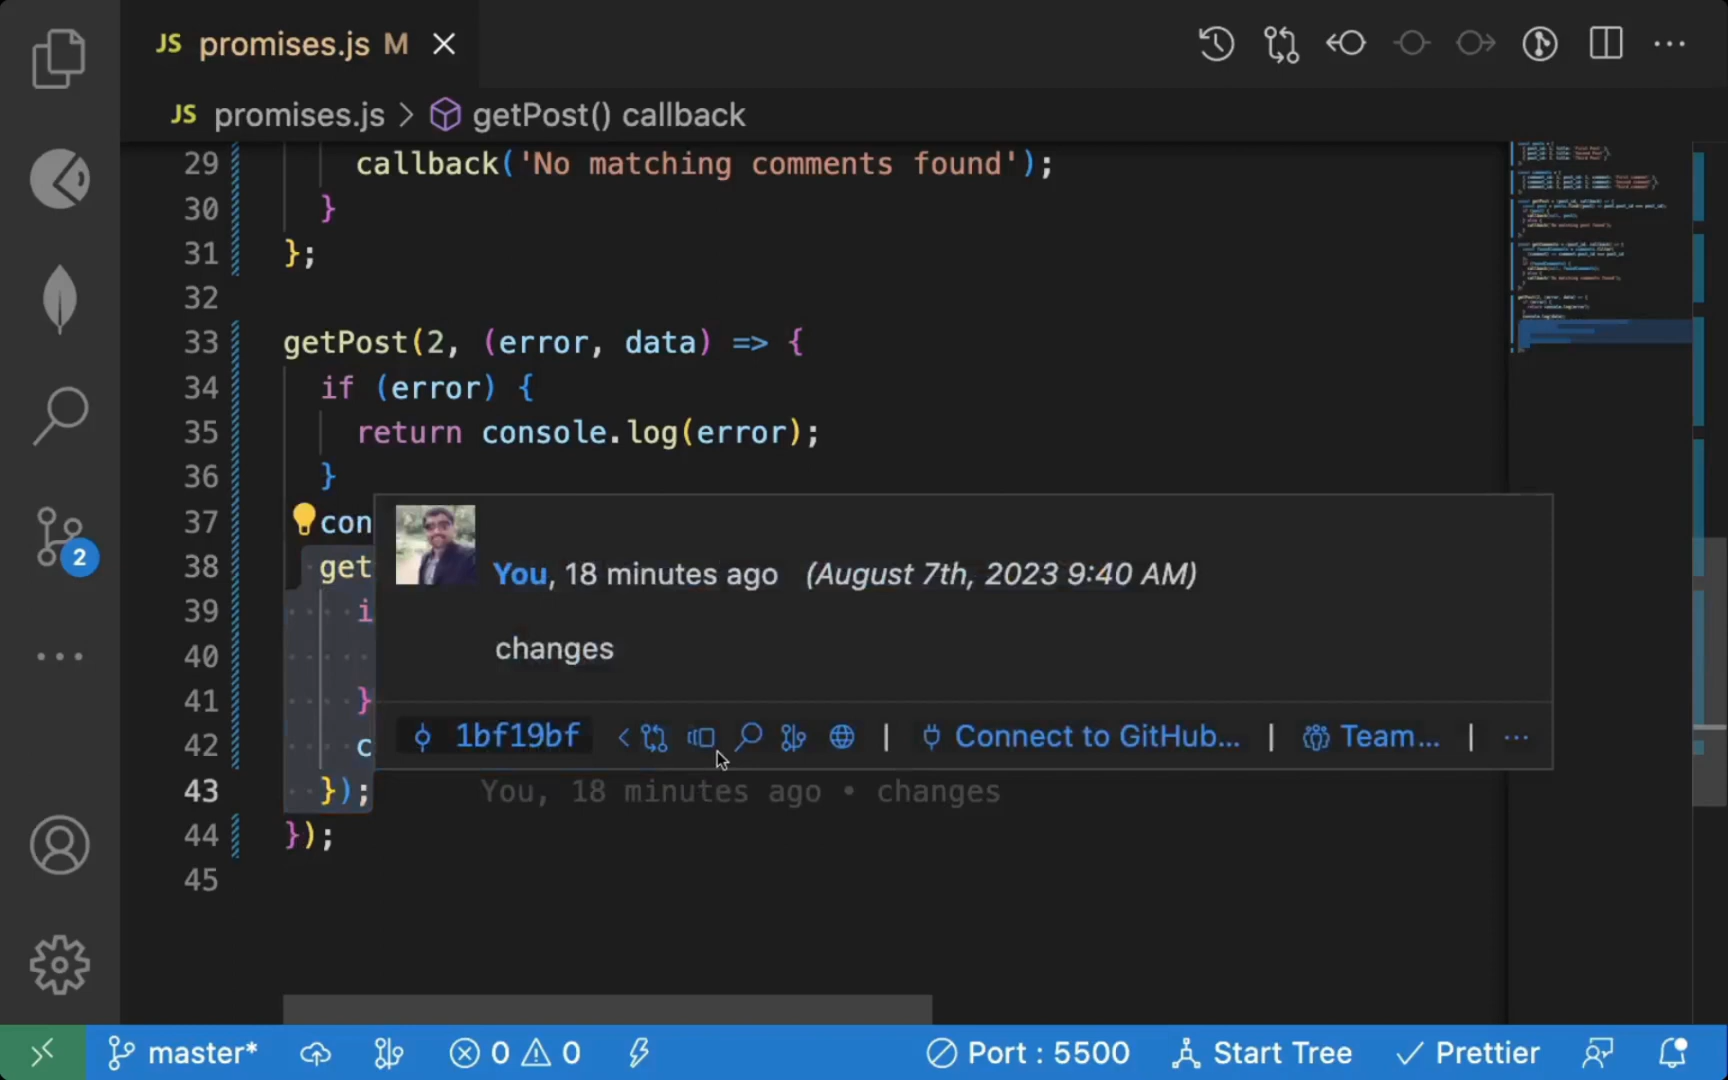 JS promises.js M
JS promises.js > getPost() callback
29 callback('No matching comments found');
30 }
31 };
32
33 getPost(2, (error, data) => {
34 if (error) {
35 return console.log(error);
36 }
37 con
38 get
39 i
40
41 }
42 c
43 }); You, 18 minutes ago • changes
44 });
45
You, 18 minutes ago (August 7th, 2023 9:40 AM)
changes
1bf19bf | Connect to GitHub... | Team... | ...
2
master* 0 0 Port : 5500 Start Tree Prettier